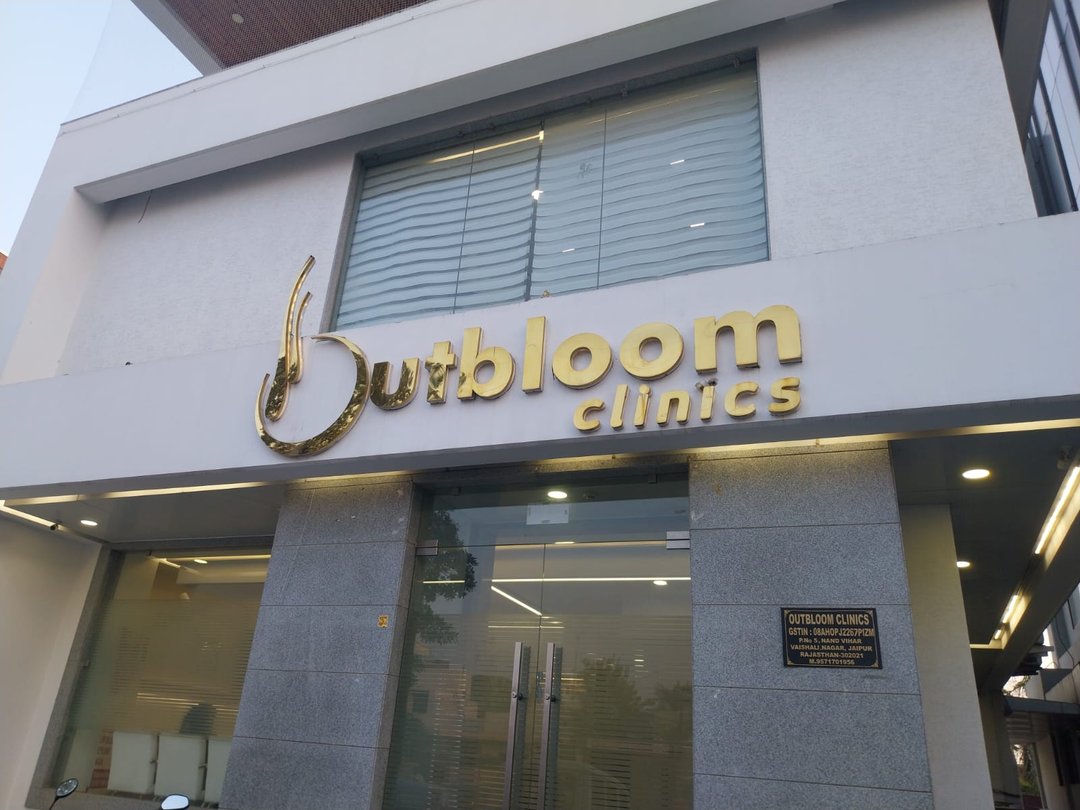 Outbloom
clinics
OUTBLOOM CLINICS
GSTIN : 08AHOPJ2267P1ZM
P.No 5, NAND VIHAR
VAISHALI NAGAR, JAIPUR
RAJASTHAN-302021
M.9571701956